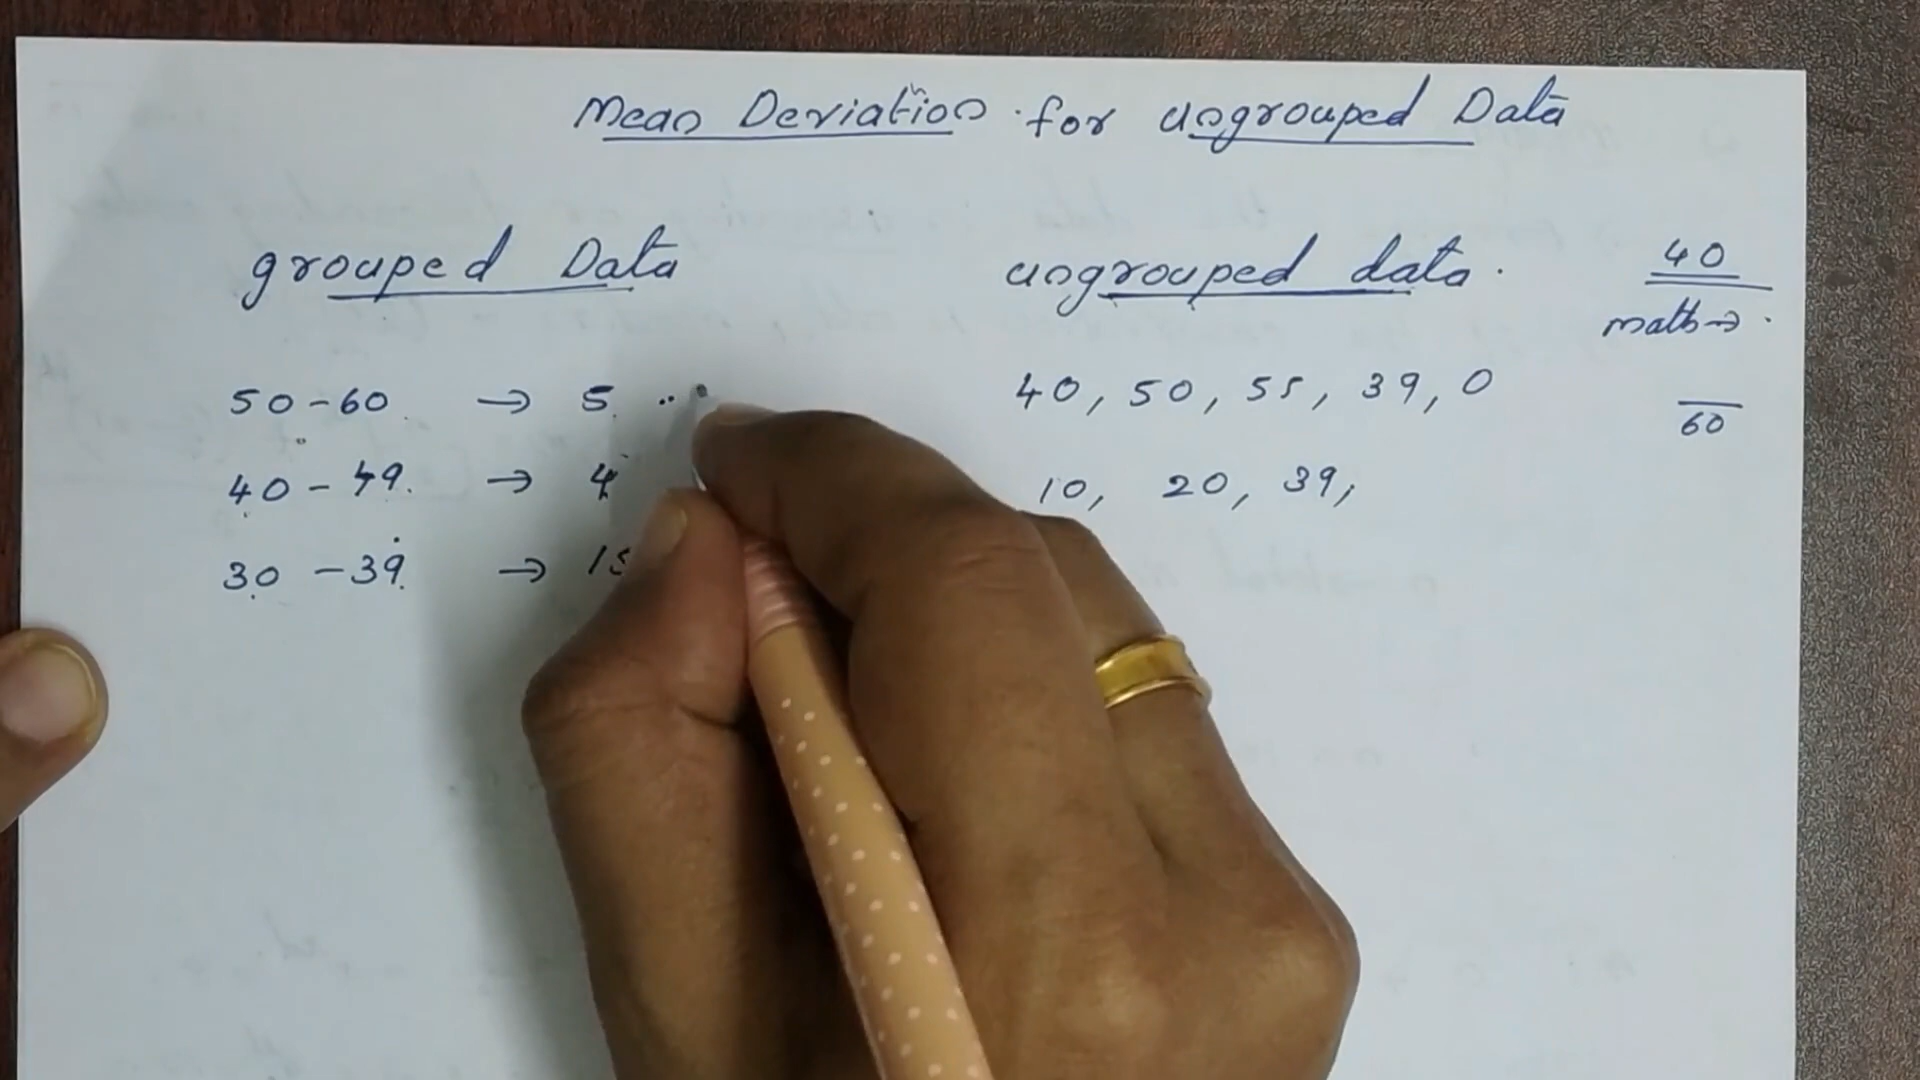 Mean Deviation for ungrouped Data
grouped Data
50-60 → 5
40-49 → 4
30-39 → 15
ungrouped data.
40, 50, 55, 39, 0
10, 20, 39,
40
math →
60